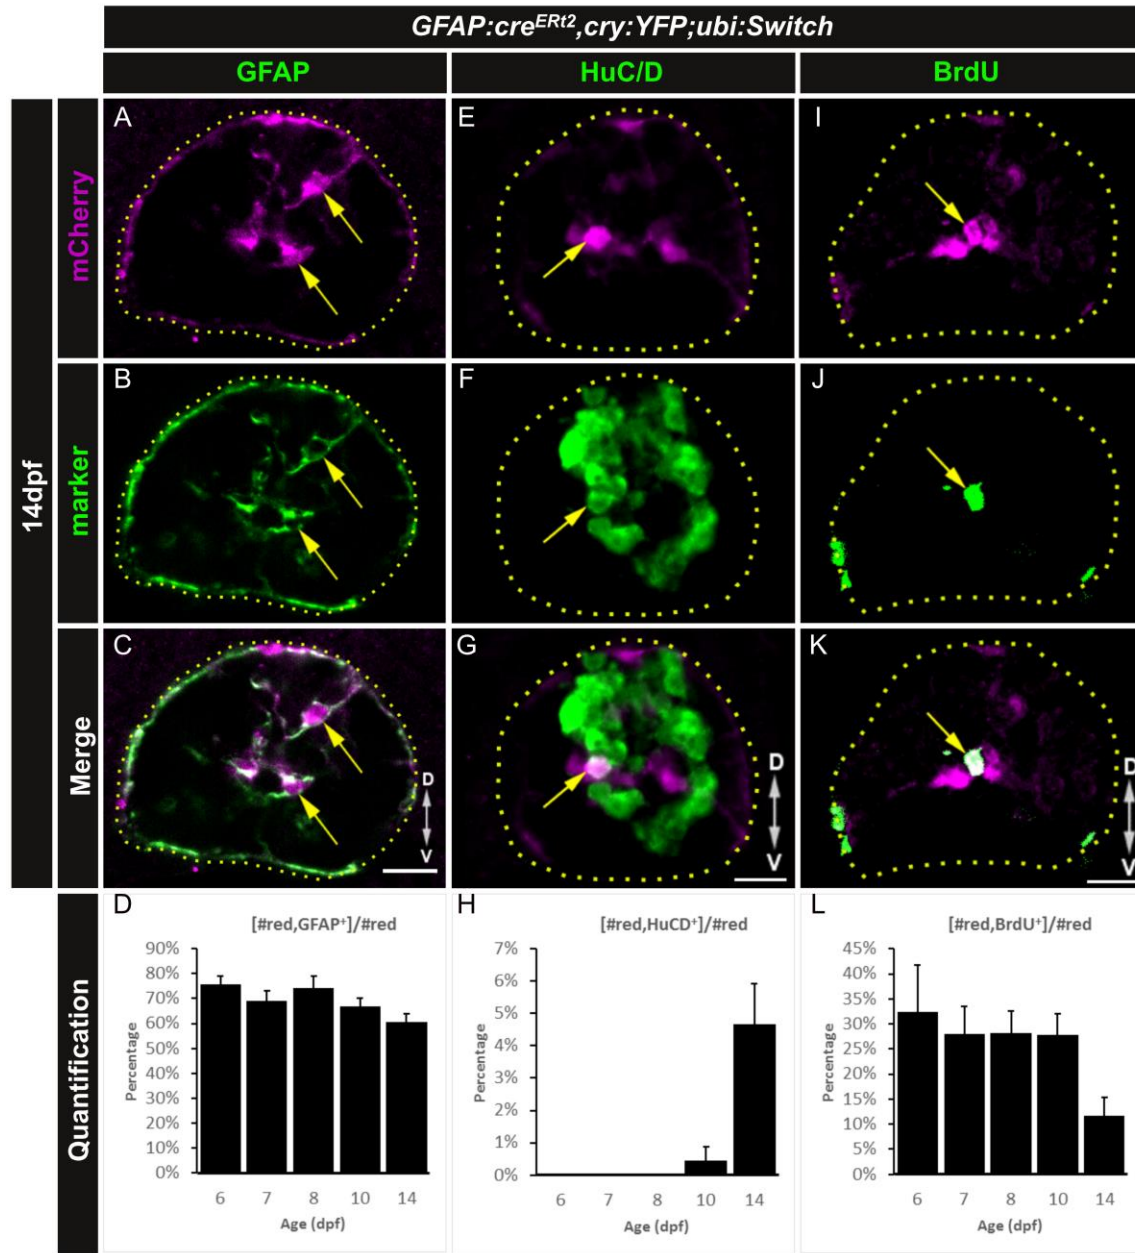 GFAP:cre^ERt2,cry:YFP;ubi:Switch
GFAP
HuC/D
BrdU
14dpf
mCherry
A
E
I
marker
B
F
J
Merge
C
D
V
G
D
V
K
D
V
Quantification
D
[#red,GFAP⁺]/#red
Percentage
90%
80%
70%
60%
50%
40%
30%
20%
10%
0%
6 7 8 10 14
Age (dpf)
H
[#red,HuCD⁺]/#red
Percentage
7%
6%
5%
4%
3%
2%
1%
0%
6 7 8 10 14
Age (dpf)
L
[#red,BrdU⁺]/#red
Percentage
45%
40%
35%
30%
25%
20%
15%
10%
5%
0%
6 7 8 10 14
Age (dpf)